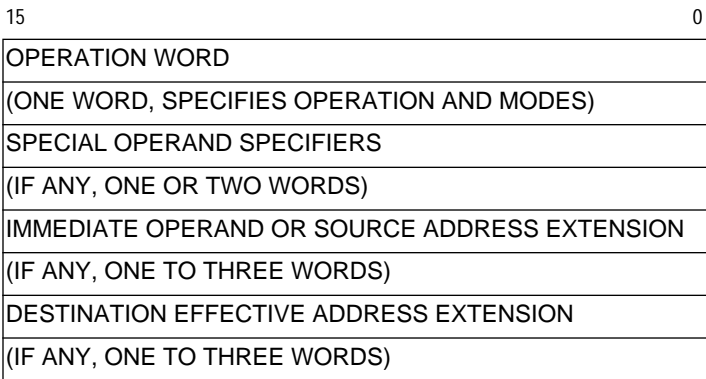 15 0
OPERATION WORD
(ONE WORD, SPECIFIES OPERATION AND MODES)
SPECIAL OPERAND SPECIFIERS
(IF ANY, ONE OR TWO WORDS)
IMMEDIATE OPERAND OR SOURCE ADDRESS EXTENSION
(IF ANY, ONE TO THREE WORDS)
DESTINATION EFFECTIVE ADDRESS EXTENSION
(IF ANY, ONE TO THREE WORDS)